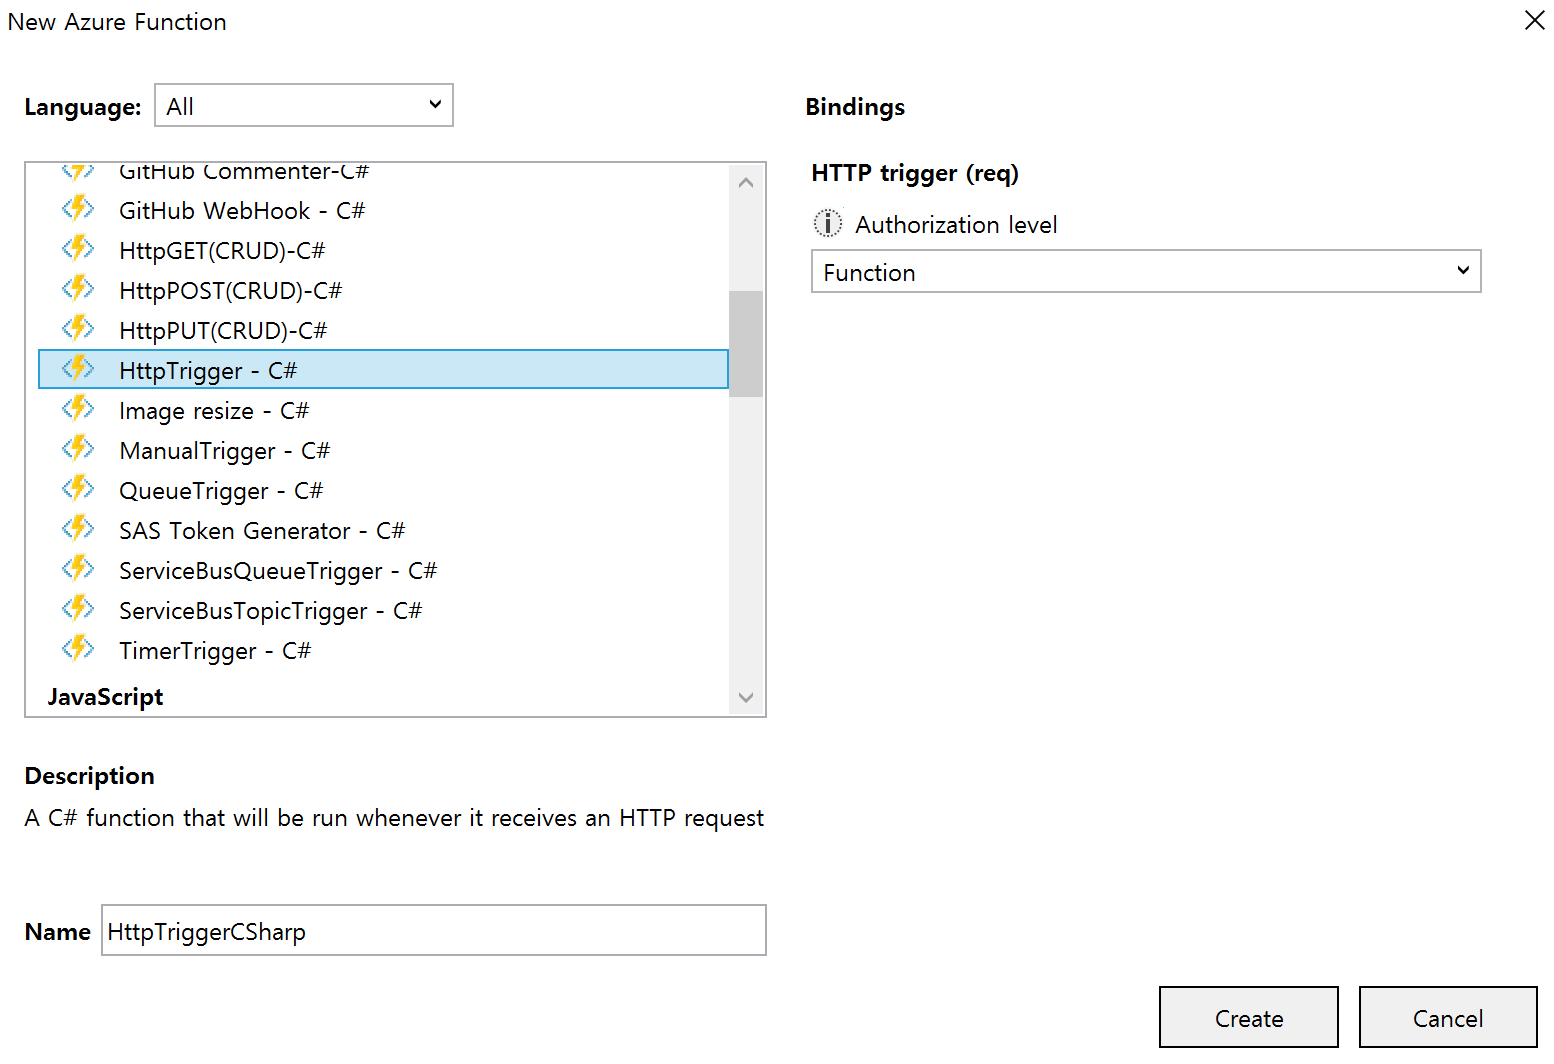 New Azure Function
Language:
All
GitHub Commenter-C#
GitHub WebHook - C#
HttpGET(CRUD)-C#
HttpPOST(CRUD)-C#
HttpPUT(CRUD)-C#
HttpTrigger - C#
Image resize - C#
ManualTrigger - C#
QueueTrigger - C#
SAS Token Generator - C#
ServiceBusQueueTrigger - C#
ServiceBusTopicTrigger - C#
TimerTrigger - C#
JavaScript
Description
A C# function that will be run whenever it receives an HTTP request
Name
HttpTriggerCSharp
Bindings
HTTP trigger (req)
Authorization level
Function
Create
Cancel